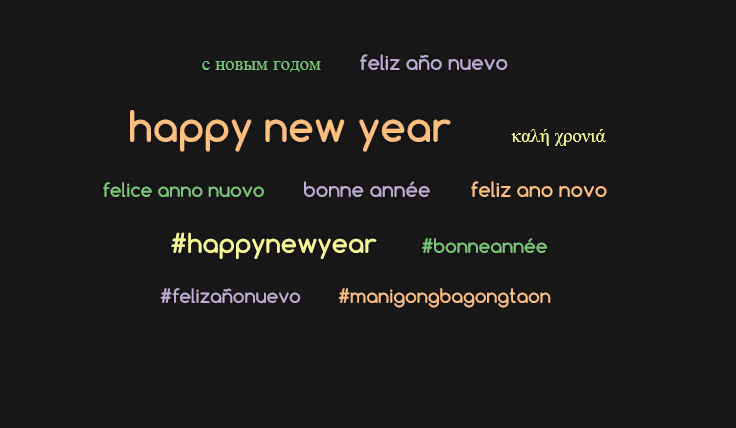 с новым годом feliz año nuevo
happy new year καλή χρονιά
felice anno nuovo bonne année feliz ano novo
#happynewyear #bonneannée
#felizañonuevo #manigongbagongtaon